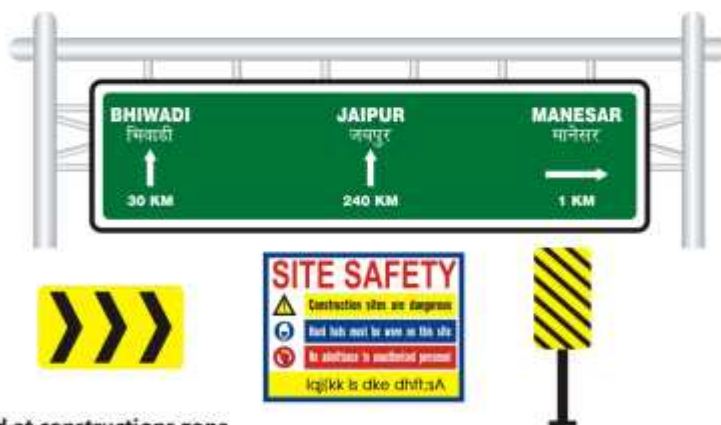 BHIWADI JAIPUR MANESAR
भिवाडी जयपुर मानेसर
30 KM 240 KM 1 KM
SITE SAFETY
Construction sites are dangerous
Hard hats must be worn on this site
No admittance to unauthorised personnel
lqj{kk ls dke dhft;sA
d at constructions zone